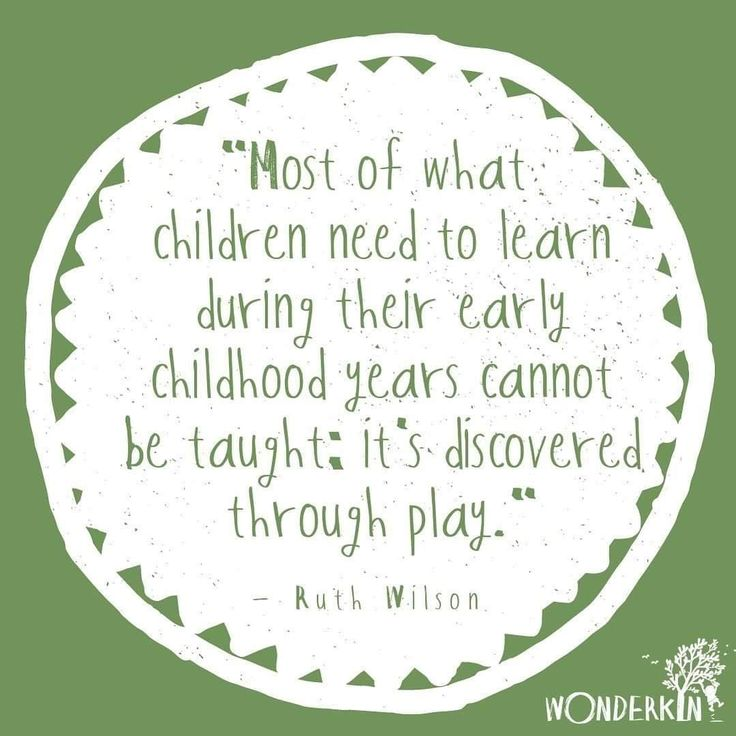 "Most of what
children need to learn
during their early
childhood years cannot
be taught: it's discovered
through play."
– Ruth Wilson
WONDERKIN